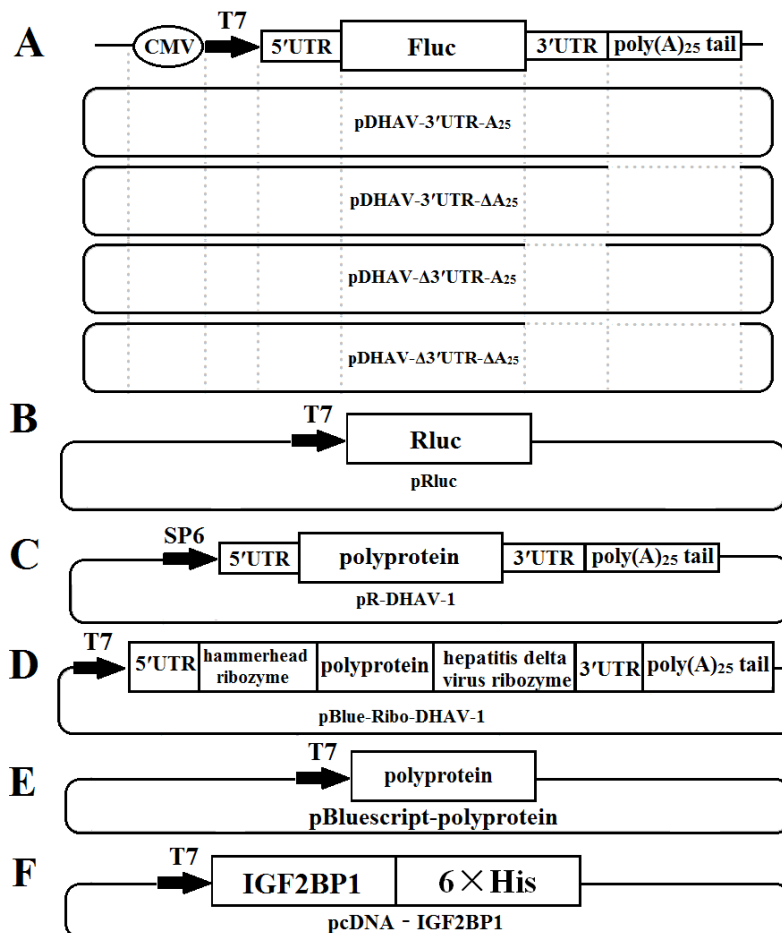 A
CMV
T7
5′UTR
Fluc
3′UTR
poly(A)₂₅ tail
pDHAV-3′UTR-A₂₅
pDHAV-3′UTR-ΔA₂₅
pDHAV-Δ3′UTR-A₂₅
pDHAV-Δ3′UTR-ΔA₂₅
B
T7
Rluc
pRluc
C
SP6
5′UTR
polyprotein
3′UTR
poly(A)₂₅ tail
pR-DHAV-1
D
T7
5′UTR
hammerhead
ribozyme
polyprotein
hepatitis delta
virus ribozyme
3′UTR
poly(A)₂₅ tail
pBlue-Ribo-DHAV-1
E
T7
polyprotein
pBluescript-polyprotein
F
T7
IGF2BP1
6×His
pcDNA - IGF2BP1